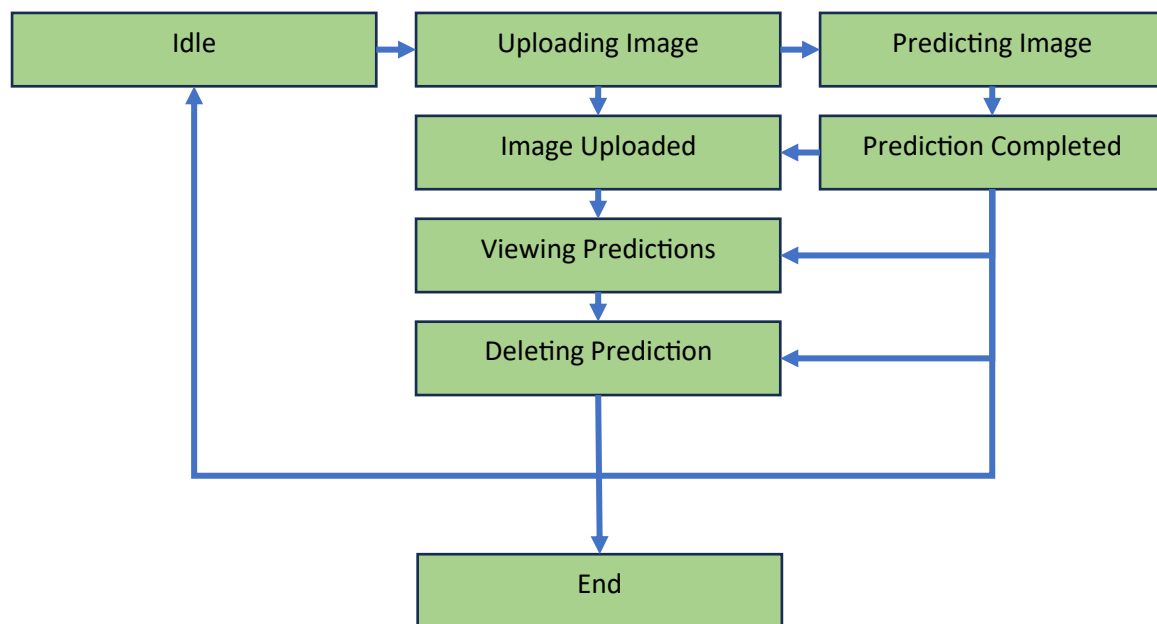 Idle
Uploading Image
Predicting Image
Image Uploaded
Prediction Completed
Viewing Predictions
Deleting Prediction
End